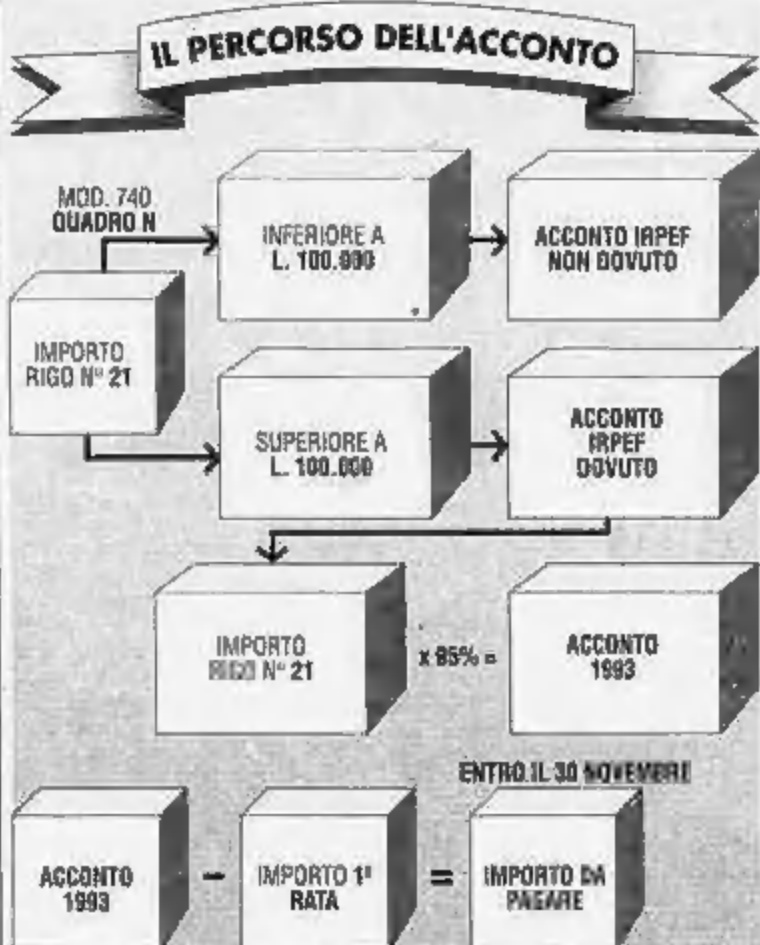 IL PERCORSO DELL'ACCONTO
MOD. 740
QUADRO N
IMPORTO
RIGO N° 21
INFERIORE A
L. 100.000
ACCONTO IRPEF
NON DOVUTO
SUPERIORE A
L. 100.000
ACCONTO
IRPEF
DOVUTO
IMPORTO
RIGO N° 21
x 95% =
ACCONTO
1993
ENTRO IL 30 NOVEMBRE
ACCONTO
1993
-
IMPORTO 1ª
RATA
=
IMPORTO DA
PAGARE